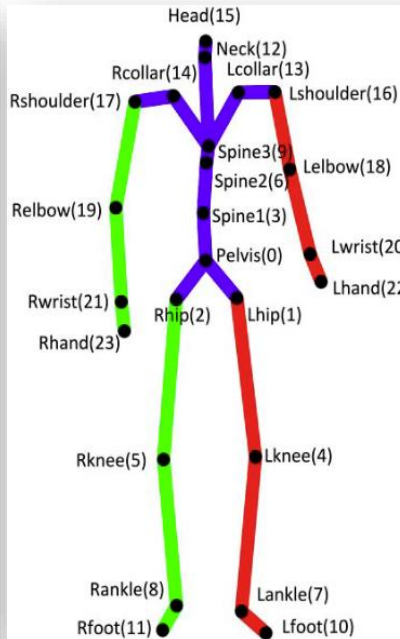 Head(15)
Neck(12)
Rcollar(14)
Lcollar(13)
Rshoulder(17)
Lshoulder(16)
Spine3(9)
Lelbow(18)
Spine2(6)
Relbow(19)
Spine1(3)
Lwrist(20
Pelvis(0)
Lhand(22
Rwrist(21)
Rhip(2)
Lhip(1)
Rhand(23)
Rknee(5)
Lknee(4)
Rankle(8)
Lankle(7)
Rfoot(11)
Lfoot(10)